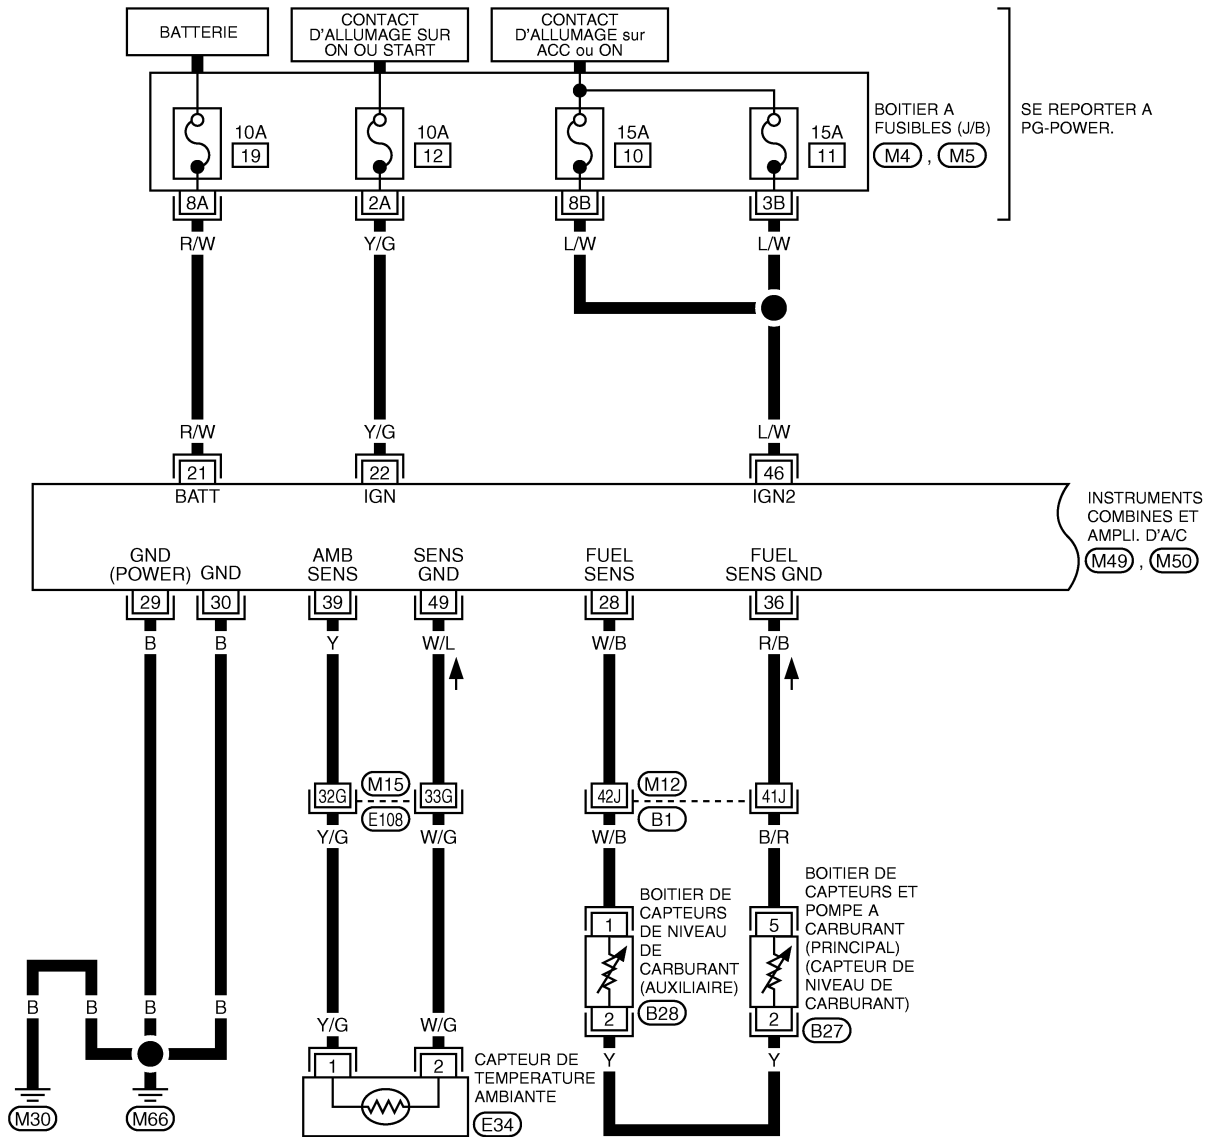 BATTERIE
CONTACT
D'ALLUMAGE SUR
ON OU START
CONTACT
D'ALLUMAGE sur
ACC ou ON
10A
19
10A
12
15A
10
15A
11
BOITIER A
FUSIBLES (J/B)
M4 , M5
SE REPORTER A
PG-POWER.
8A
2A
8B
3B
R/W
Y/G
L/W
L/W
R/W
Y/G
L/W
21
22
46
BATT
IGN
IGN2
INSTRUMENTS
COMBINES ET
AMPLI. D'A/C
M49 , M50
GND
(POWER)
GND
AMB
SENS
SENS
GND
FUEL
SENS
FUEL
SENS GND
29
30
39
49
28
36
B
B
Y
W/L
W/B
R/B
32G
M15
E108
33G
42J
M12
B1
41J
Y/G
W/G
W/B
B/R
BOITIER DE
CAPTEURS
DE NIVEAU
DE
CARBURANT
(AUXILIAIRE)
B28
BOITIER DE
CAPTEURS ET
POMPE A
CARBURANT
(PRINCIPAL)
(CAPTEUR DE
NIVEAU DE
CARBURANT)
B27
1
5
2
2
B
B
B
B
Y/G
W/G
Y
Y
1
2
CAPTEUR DE
TEMPERATURE
AMBIANTE
E34
M30
M66